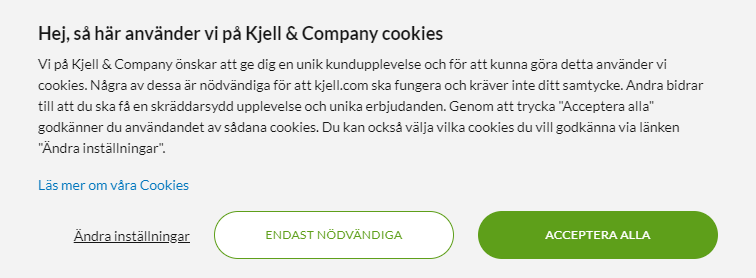 Hej, så här använder vi på Kjell & Company cookies
Vi på Kjell & Company önskar att ge dig en unik kundupplevelse och för att kunna göra detta använder vi
cookies. Några av dessa är nödvändiga för att kjell.com ska fungera och kräver inte ditt samtycke. Andra bidrar
till att du ska få en skräddarsydd upplevelse och unika erbjudanden. Genom att trycka "Acceptera alla"
godkänner du användandet av sådana cookies. Du kan också välja vilka cookies du vill godkänna via länken
"Ändra inställningar".
Läs mer om våra Cookies
Ändra inställningar
ENDAST NÖDVÄNDIGA
ACCEPTERA ALLA